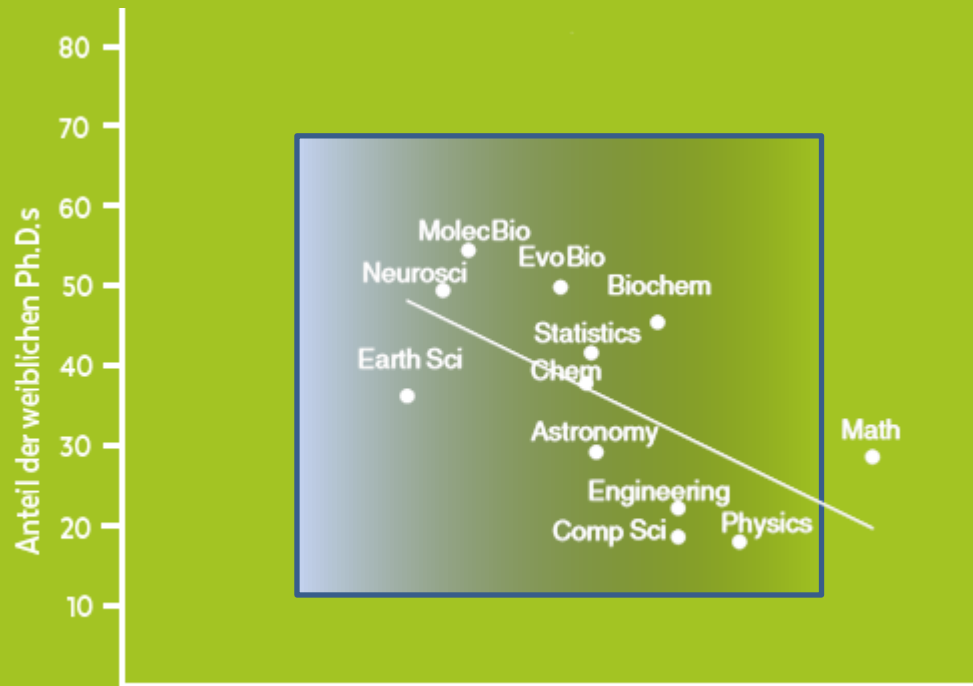 Anteil der weiblichen Ph.D.s
80
70
60
50
40
30
20
10
MolecBio
EvoBio
Neurosci
Biochem
Statistics
Earth Sci
Chem
Astronomy
Math
Engineering
Physics
Comp Sci